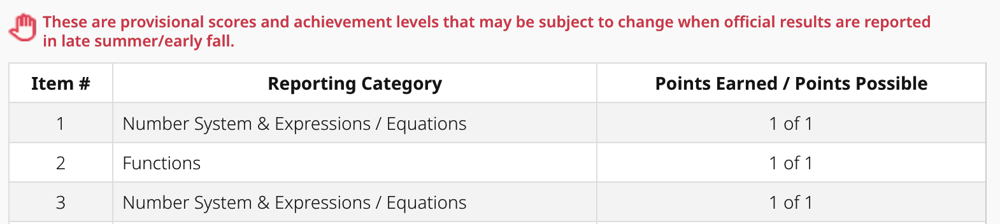 These are provisional scores and achievement levels that may be subject to change when official results are reported
in late summer/early fall.
Item # Reporting Category Points Earned / Points Possible
1 Number System & Expressions / Equations 1 of 1
2 Functions 1 of 1
3 Number System & Expressions / Equations 1 of 1